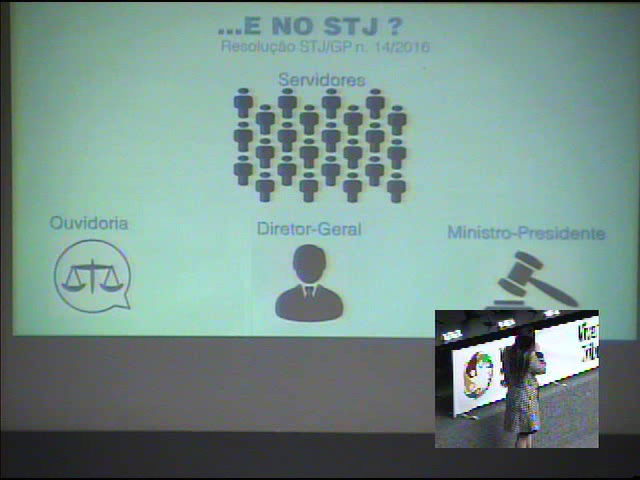 ...E NO STJ ?
Resolução STJ/GP n. 14/2016
Servidores
Ouvidoria
Diretor-Geral
Ministro-Presidente